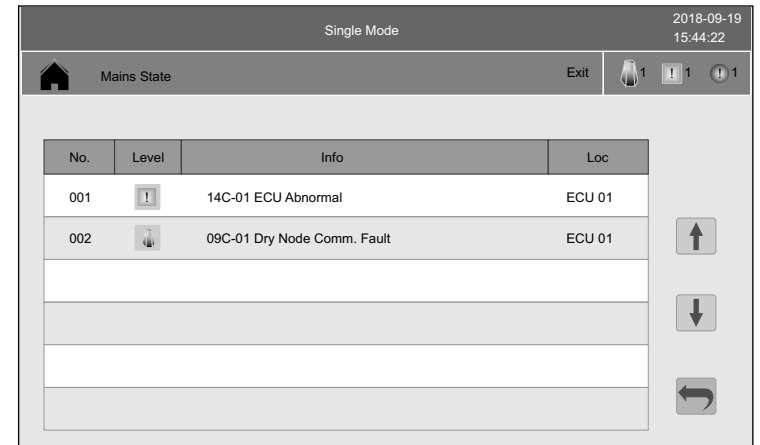 Single Mode
2018-09-19
15:44:22
Mains State
Exit
1
! 1
! 1
No. Level Info Loc
001 ! 14C-01 ECU Abnormal ECU 01
002 09C-01 Dry Node Comm. Fault ECU 01